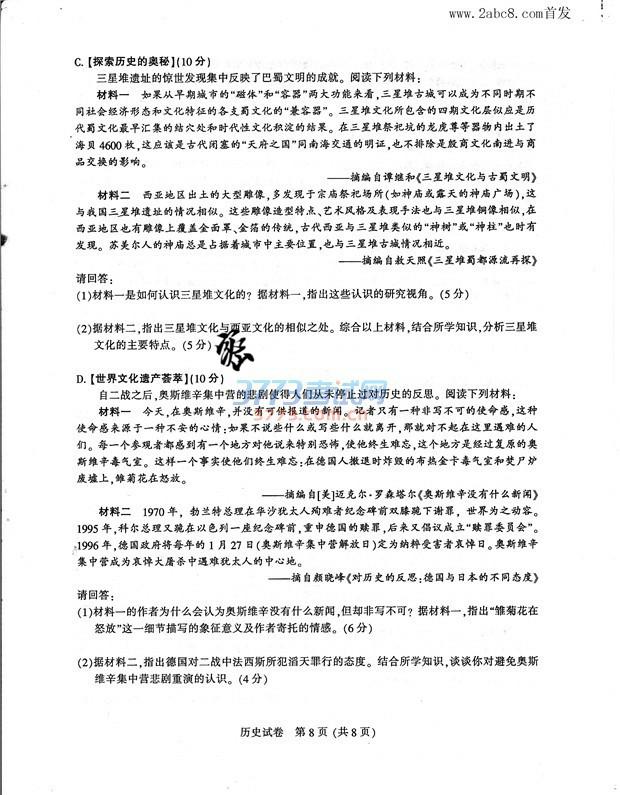 www.2abc8.com首发
C.【探索历史的奥秘】(10 分)
三星堆遗址的惊世发现集中反映了巴蜀文明的成就。阅读下列材料:
材料一 如果从早期城市的“磁体”和“容器”两大功能来看,三星堆古城可以成为不同时期不
同社会经济形态和文化特征的各支蜀文化的“兼容器”。三星堆文化所包含的四期文化层似应是历
代蜀文化最早汇集的结穴处和时代性文化积淀的结果。在三星堆祭祀坑的龙虎尊等器物内出土了
海贝 4600 枚,这应该是古代闭塞的“天府之国”同南海交通的明证,也不排除是殷商文化南进与商
品交换的影响。
——摘编自谭继和《三星堆文化与古蜀文明》
材料二 西亚地区出土的大型雕像,多发现于宗庙祭祀场所(如神庙或露天的神庙广场),这
与我国三星堆遗址的情况相似。这些雕像造型特点、艺术风格及表现手法也与三星堆铜像相似,在
西亚地区也有雕像上覆盖金面罩、金箔的传统,古代西亚与三星堆类似的“神树”或“神柱”也时有
发现。苏美尔人的神庙总是占据着城市中主要位置,也与三星堆古城情况相近。
——摘编自敖天照《三星堆蜀都源流再探》
请回答:
(1)材料一是如何认识三星堆文化的？据材料一,指出这些认识的研究视角。(5 分)
(2)据材料二,指出三星堆文化与西亚文化的相似之处。综合以上材料,结合所学知识,分析三星堆
文化的主要特点。(5 分)
D.【世界文化遗产荟萃】(10 分)
3773考试网
www.3773.com.cn
自二战之后,奥斯维辛集中营的悲剧使得人们从未停止过对历史的反思。阅读下列材料:
材料一 今天,在奥斯维辛,并没有可供报道的新闻。记者只有一种非写不可的使命感,这种
使命感来源于一种不安的心情:如果不说些什么或写些什么就离开,那就对不起在这里遇难的人
们。每一个参观者都感到有一个地方对他说来特别恐怖,使他终生难忘,这个地方是经过复原的奥
斯维辛毒气室。这样一个事实使他们终生难忘:在德国人撤退时炸毁的布热金卡毒气室和焚尸炉
废墟上,雏菊花在怒放。
——摘编自[美]迈克尔·罗森塔尔《奥斯维辛没有什么新闻》
材料二 1970 年, 勃兰特总理在华沙犹太人殉难者纪念碑前双膝跪下谢罪, 世界为之动容。
1995 年,科尔总理又跪在以色列一座纪念碑前,重申德国的赎罪,后来又倡议成立“赎罪委员会”。
1996 年,德国政府将每年的 1 月 27 日(奥斯维辛集中营解放日)定为纳粹受害者哀悼日。奥斯维辛
集中营成为哀悼大屠杀中遇难犹太人的中心地。
——摘自颜晓峰《对历史的反思:德国与日本的不同态度》
请回答:
(1)材料一的作者为什么会认为奥斯维辛没有什么新闻,但却非写不可？据材料一,指出“雏菊花在
怒放”这一细节描写的象征意义及作者寄托的情感。(6 分)
(2)据材料二,指出德国对二战中法西斯所犯滔天罪行的态度。结合所学知识,谈谈你对避免奥斯
维辛集中营悲剧重演的认识。(4 分)
历史试卷 第 8 页 (共 8 页)